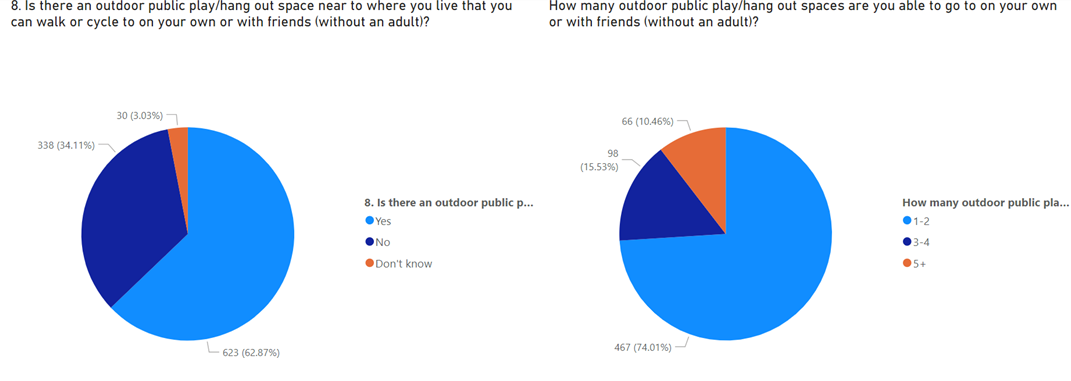 8. Is there an outdoor public play/hang out space near to where you live that you
can walk or cycle to on your own or with friends (without an adult)?
30 (3.03%)
338 (34.11%)
623 (62.87%)
8. Is there an outdoor public p...
Yes
No
Don't know
How many outdoor public play/hang out spaces are you able to go to on your own
or with friends (without an adult)?
66 (10.46%)
98
(15.53%)
467 (74.01%)
How many outdoor public pla...
1-2
3-4
5+